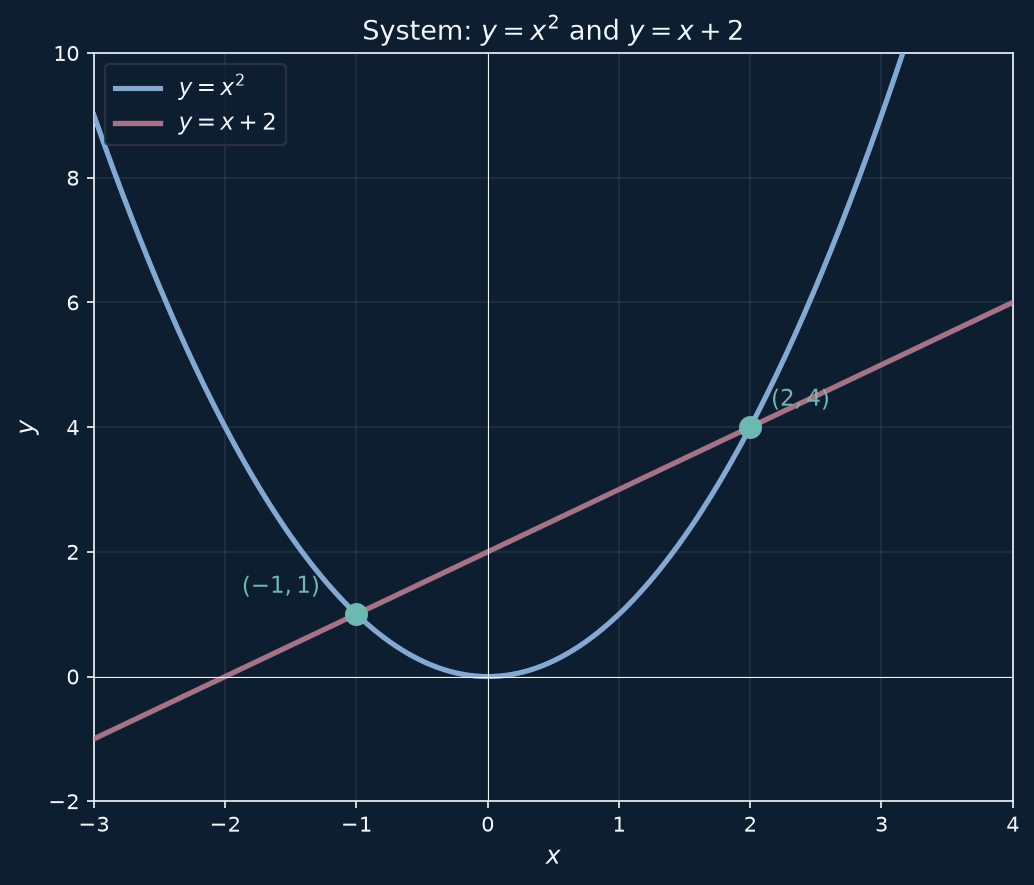 System: y = x² and y = x + 2
y = x²
y = x + 2
10
8
6
4
2
0
−2
y
(2, 4)
(−1, 1)
−3 −2 −1 0 1 2 3 4
x